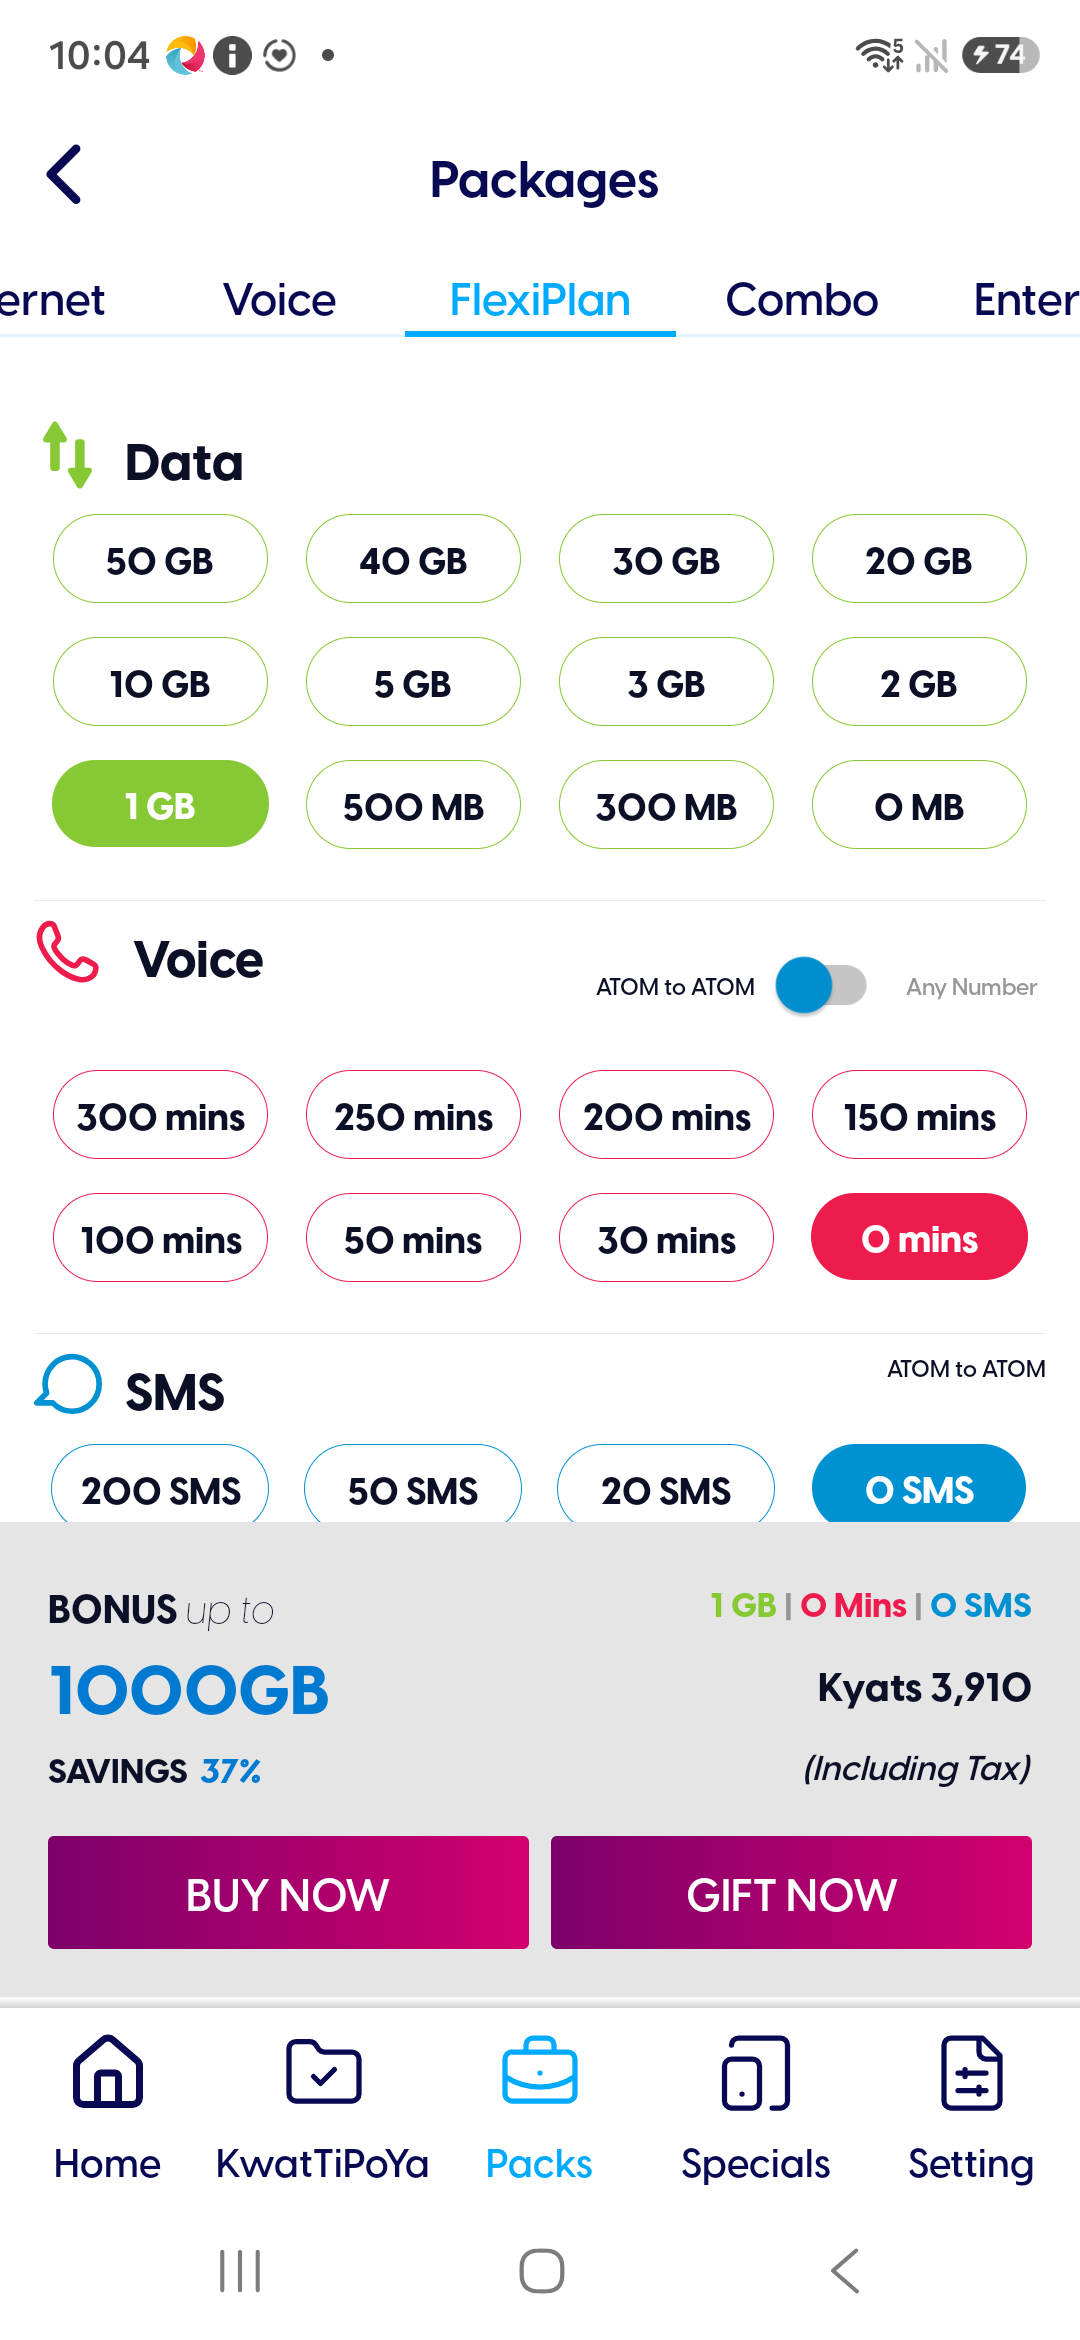 10:04
5
74
Packages
ernet Voice FlexiPlan Combo Enter
Data
50 GB 40 GB 30 GB 20 GB
10 GB 5 GB 3 GB 2 GB
1 GB 500 MB 300 MB 0 MB
Voice
ATOM to ATOM Any Number
300 mins 250 mins 200 mins 150 mins
100 mins 50 mins 30 mins 0 mins
ATOM to ATOM
SMS
200 SMS 50 SMS 20 SMS 0 SMS
BONUS up to
1 GB | 0 Mins | 0 SMS
1000GB
Kyats 3,910
SAVINGS 37%
(Including Tax)
BUY NOW GIFT NOW
Home KwatTiPoYa Packs Specials Setting